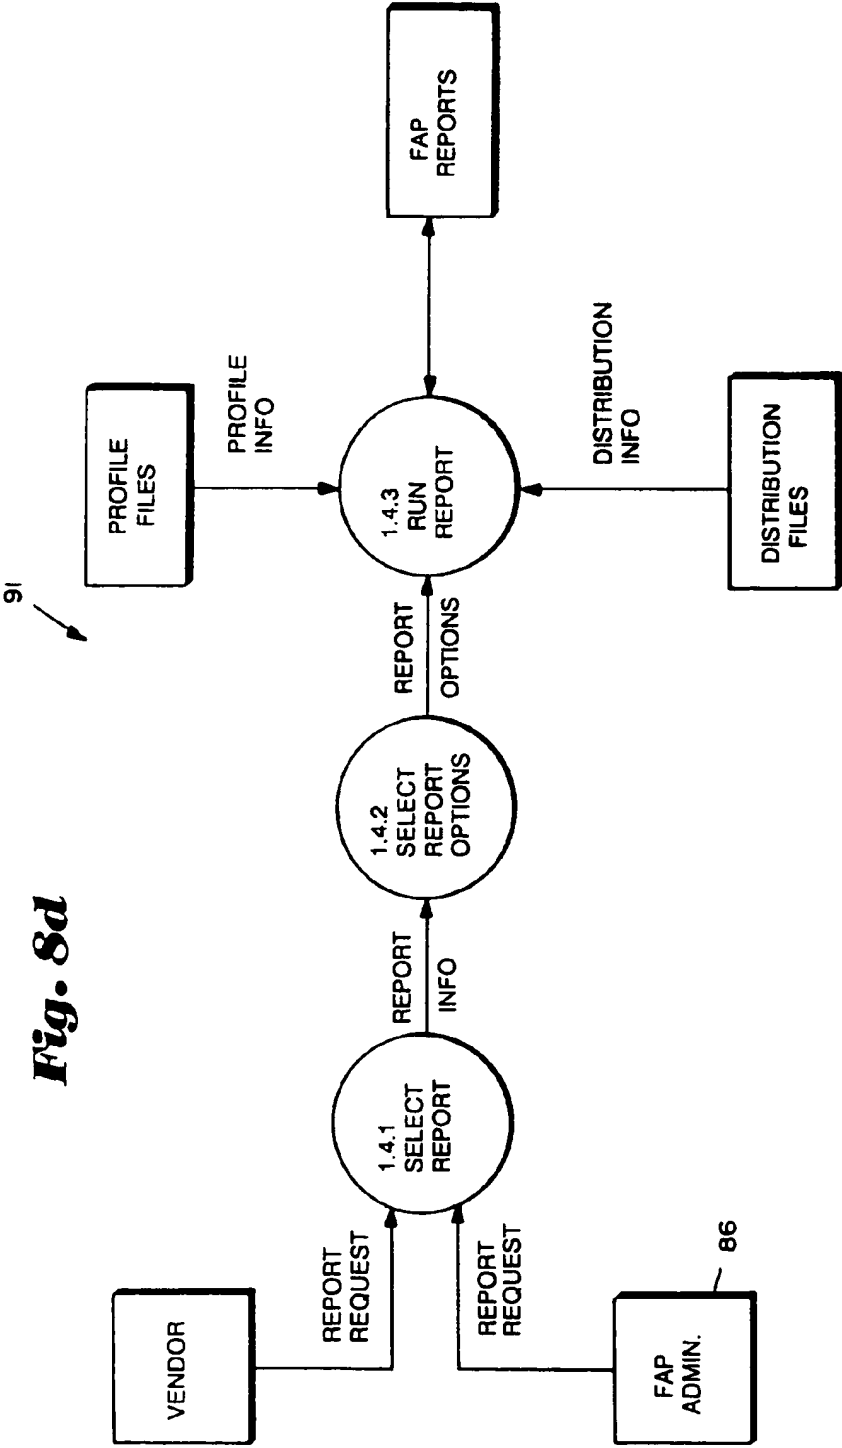 Fig. 8d
91
VENDOR
REPORT
REQUEST
FAP
ADMIN.
86
REPORT
REQUEST
1.4.1
SELECT
REPORT
REPORT
INFO
1.4.2
SELECT
REPORT
OPTIONS
REPORT
OPTIONS
PROFILE
FILES
PROFILE
INFO
1.4.3
RUN
REPORT
DISTRIBUTION
INFO
DISTRIBUTION
FILES
FAP
REPORTS